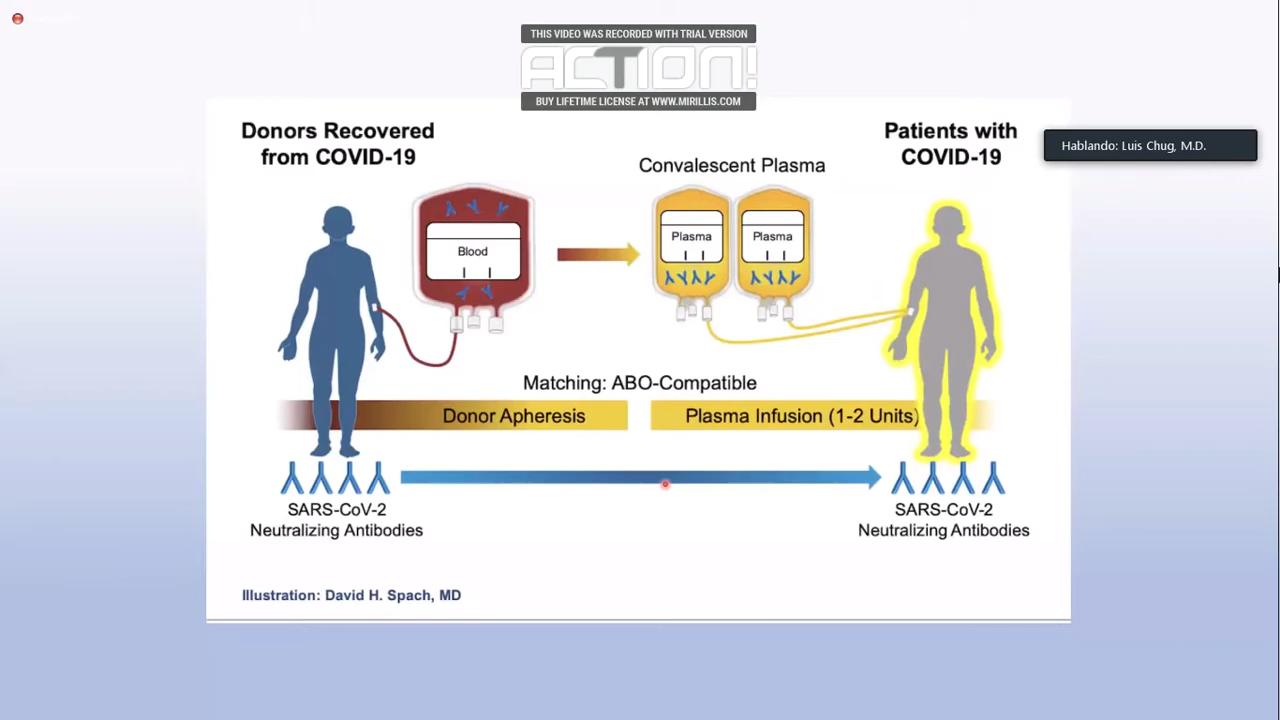 THIS VIDEO WAS RECORDED WITH TRIAL VERSION
ACTION!
BUY LIFETIME LICENSE AT WWW.MIRILLIS.COM
Donors Recovered
from COVID-19
Patients with
COVID-19
Hablando: Luis Chug, M.D.
Convalescent Plasma
Blood
Plasma
Plasma
Matching: ABO-Compatible
Donor Apheresis
Plasma Infusion (1-2 Units)
SARS-CoV-2
Neutralizing Antibodies
SARS-CoV-2
Neutralizing Antibodies
Illustration: David H. Spach, MD